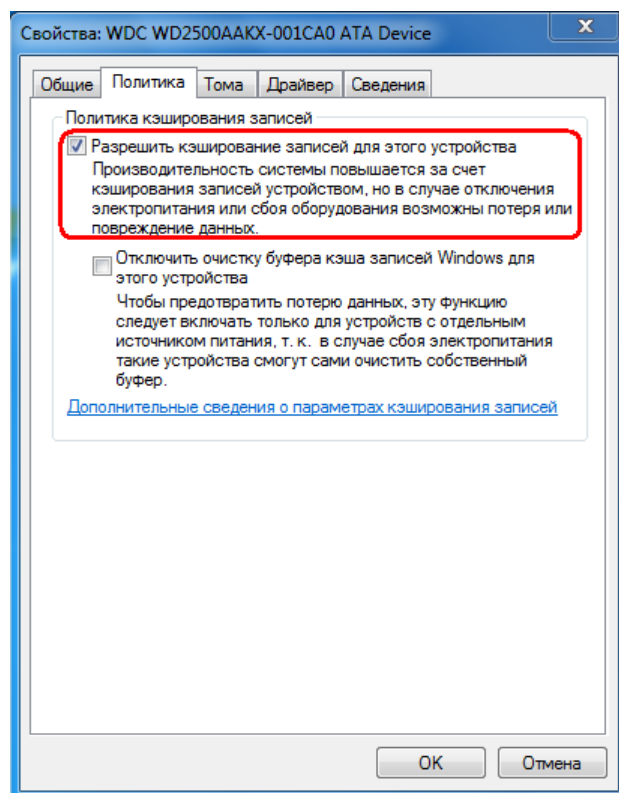 Свойства: WDC WD2500AAKX-001CA0 ATA Device
Общие Политика Тома Драйвер Сведения
Политика кэширования записей
Разрешить кэширование записей для этого устройства
Производительность системы повышается за счет
кэширования записей устройством, но в случае отключения
электропитания или сбоя оборудования возможны потеря или
повреждение данных.
Отключить очистку буфера кэша записей Windows для
этого устройства
Чтобы предотвратить потерю данных, эту функцию
следует включать только для устройств с отдельным
источником питания, т. к. в случае сбоя электропитания
такие устройства смогут сами очистить собственный
буфер.
Дополнительные сведения о параметрах кэширования записей
OK Отмена